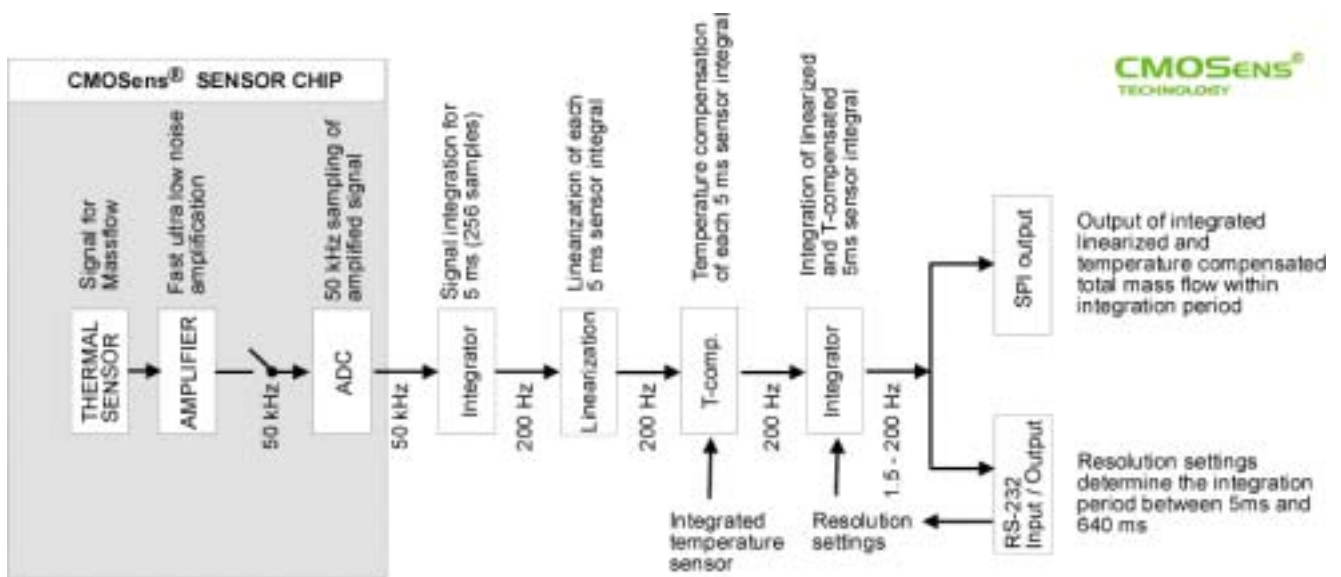 CMOSens® SENSOR CHIP
Signal for
Massflow
THERMAL
SENSOR
Fast ultra low noise
amplification
AMPLIFIER
50 kHz
50 kHz sampling of
amplified signal
ADC
50 kHz
Signal integration for
5 ms (256 samples)
Integrator
200 Hz
Linearization of each
5 ms sensor integral
Linearization
200 Hz
Temperature compensation
of each 5 ms sensor integral
T-comp.
Integrated
temperature
sensor
200 Hz
Integration of linearized
and T-compensated
5ms sensor integral
Integrator
Resolution
settings
1.5 - 200 Hz
CMOSENS®
TECHNOLOGY
SPI output
Output of integrated
linearized and
temperature compensated
total mass flow within
integration period
RS-232
Input / Output
Resolution settings
determine the integration
period between 5ms and
640 ms